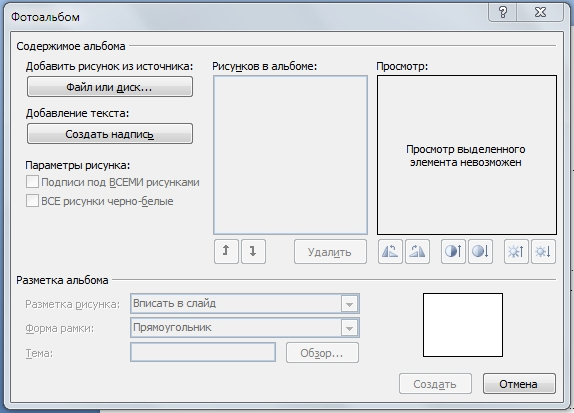 Фотоальбом
Содержимое альбома
Добавить рисунок из источника:
Файл или диск...
Добавление текста:
Создать надпись
Параметры рисунка:
Подписи под ВСЕМИ рисунками
ВСЕ рисунки черно-белые
Рисунков в альбоме:
Удалить
Просмотр:
Просмотр выделенного
элемента невозможен
Разметка альбома
Разметка рисунка: Вписать в слайд
Форма рамки: Прямоугольник
Тема: Обзор...
Создать Отмена